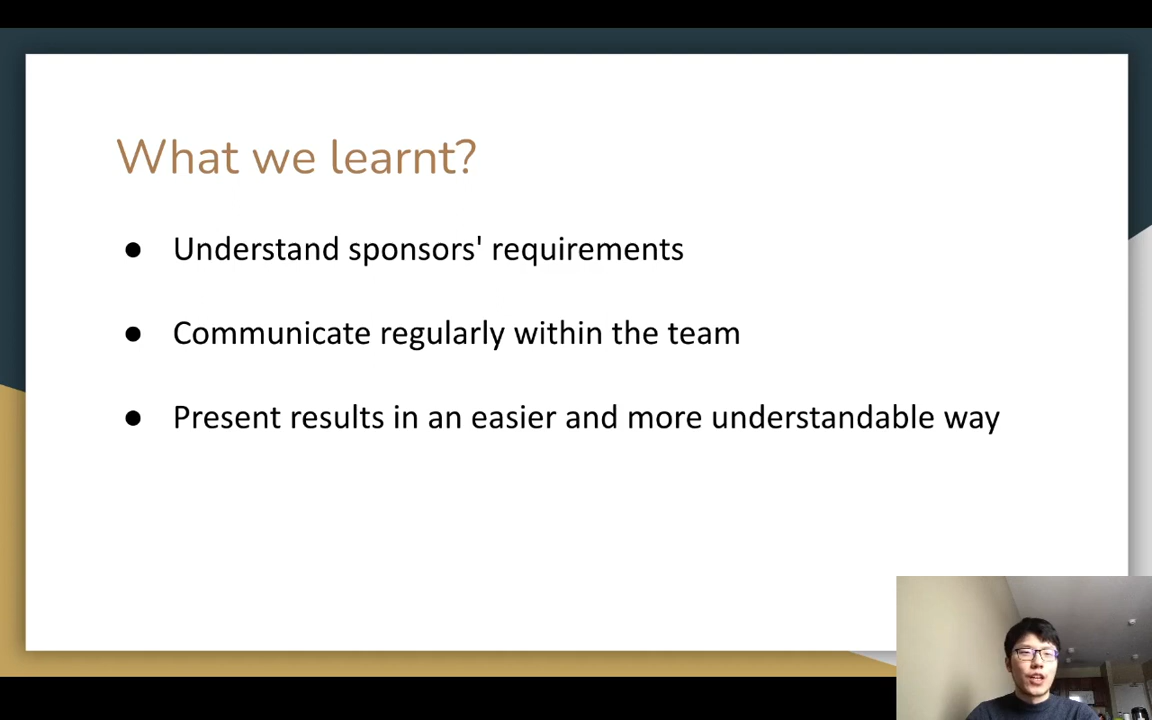 What we learnt?
● Understand sponsors' requirements
● Communicate regularly within the team
● Present results in an easier and more understandable way